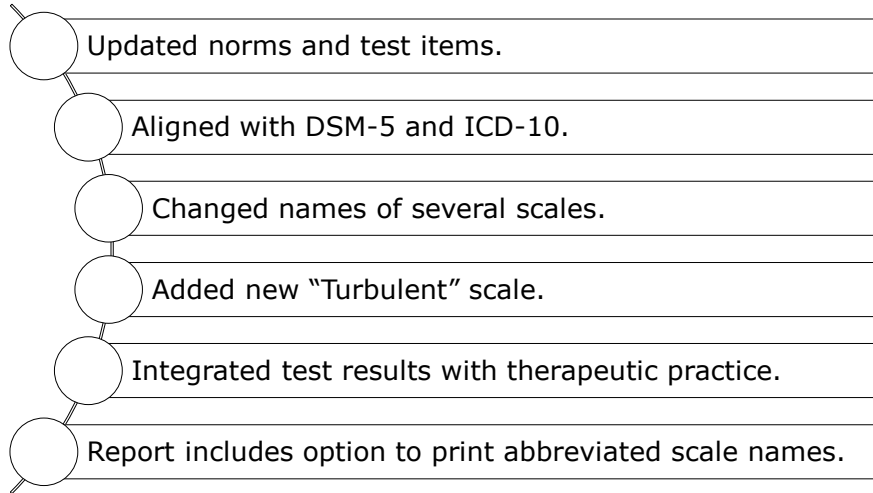 Updated norms and test items.
Aligned with DSM-5 and ICD-10.
Changed names of several scales.
Added new “Turbulent” scale.
Integrated test results with therapeutic practice.
Report includes option to print abbreviated scale names.